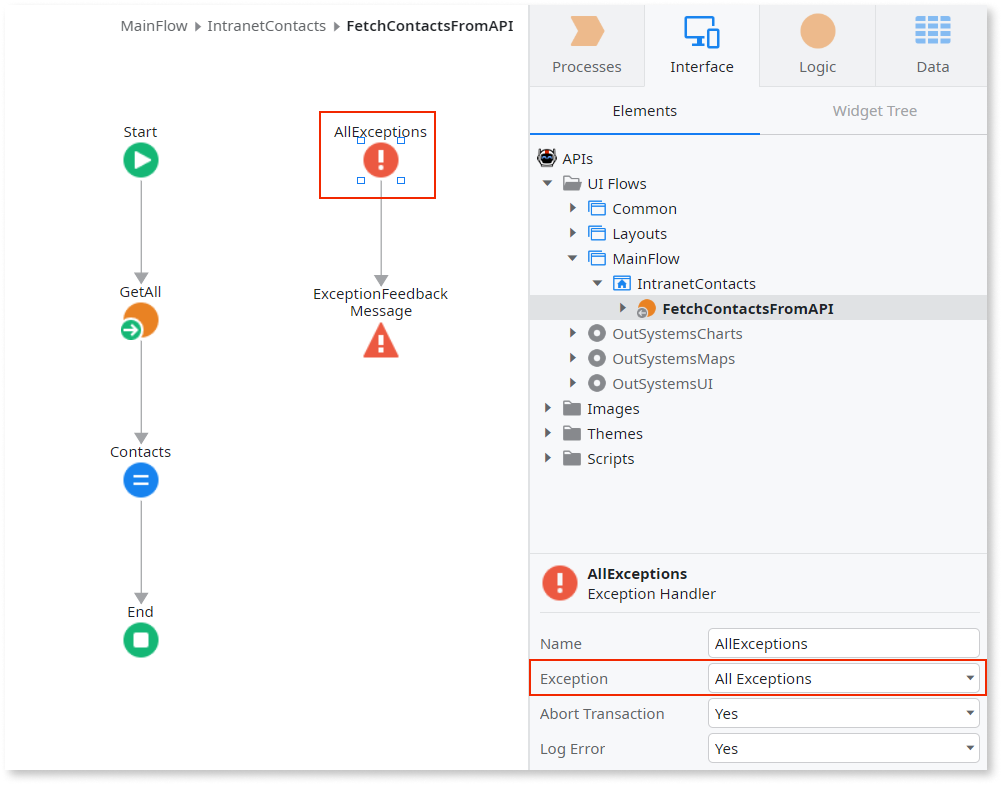 MainFlow IntranetContacts FetchContactsFromAPI
Start
AllExceptions
GetAll
ExceptionFeedback
Message
Contacts
End
Processes
Interface
Logic
Data
Elements
Widget Tree
APIs
UI Flows
Common
Layouts
MainFlow
IntranetContacts
FetchContactsFromAPI
OutSystemsCharts
OutSystemsMaps
OutSystemsUI
Images
Themes
Scripts
AllExceptions
Exception Handler
Name AllExceptions
Exception All Exceptions
Abort Transaction Yes
Log Error Yes